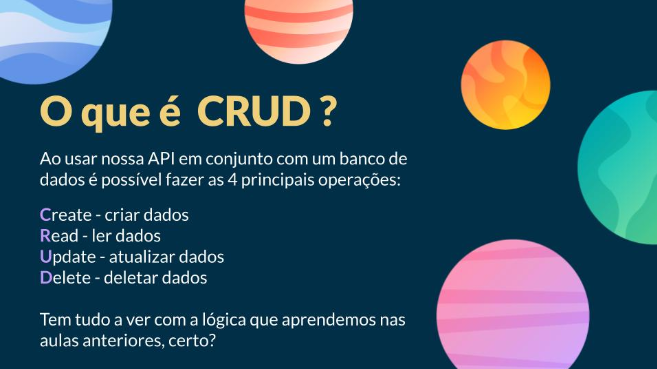 O que é CRUD ?
Ao usar nossa API em conjunto com um banco de
dados é possível fazer as 4 principais operações:
Create - criar dados
Read - ler dados
Update - atualizar dados
Delete - deletar dados
Tem tudo a ver com a lógica que aprendemos nas
aulas anteriores, certo?